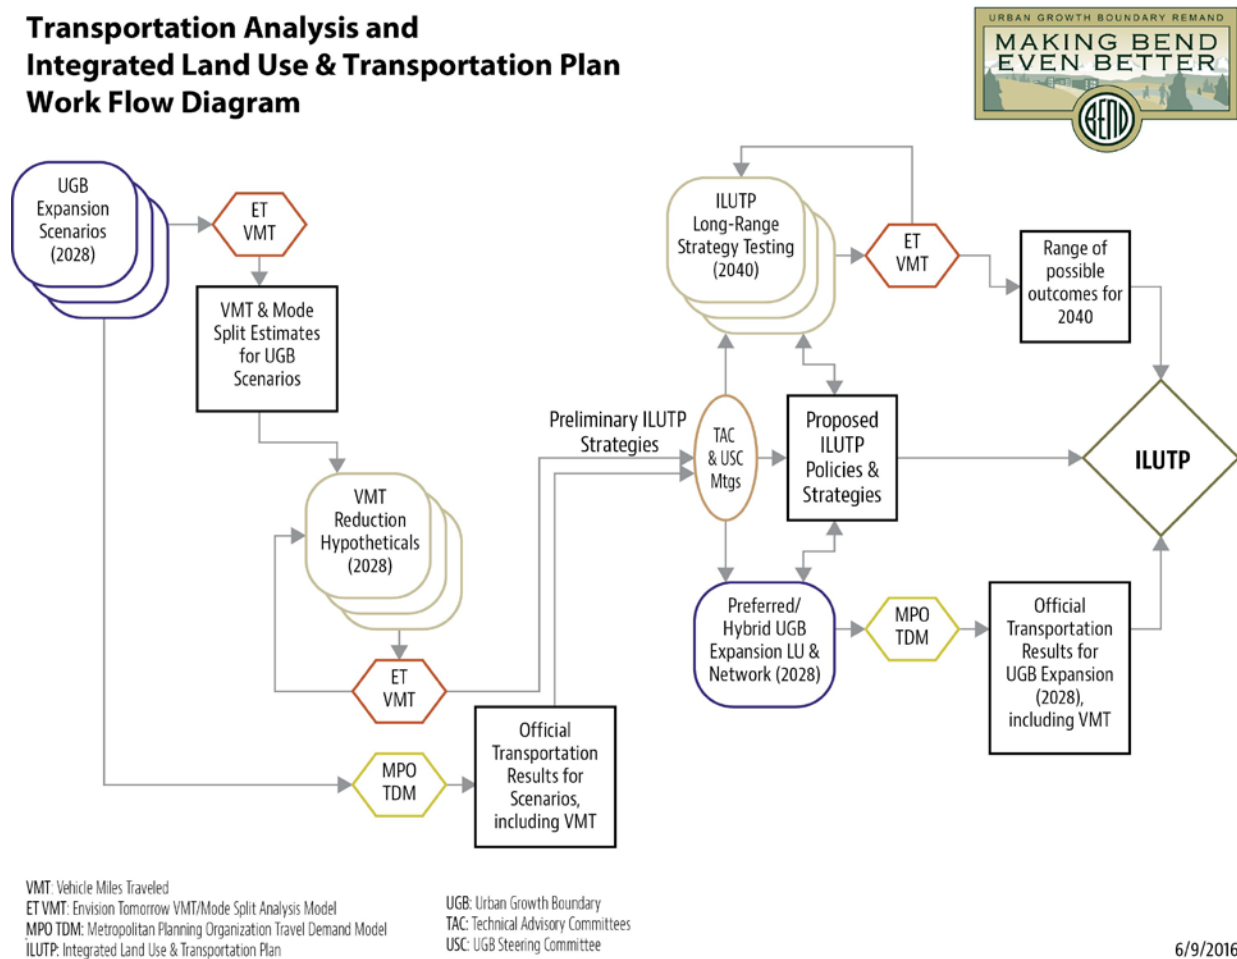 Transportation Analysis and
Integrated Land Use & Transportation Plan
Work Flow Diagram
URBAN GROWTH BOUNDARY REMAND
MAKING BEND
EVEN BETTER
BEND
UGB
Expansion
Scenarios
(2028)
ET
VMT
VMT & Mode
Split Estimates
for UGB
Scenarios
VMT
Reduction
Hypotheticals
(2028)
ET
VMT
MPO
TDM
Official
Transportation
Results for
Scenarios,
including VMT
Preliminary ILUTP
Strategies
TAC
& USC
Mtgs
ILUTP
Long-Range
Strategy Testing
(2040)
ET
VMT
Range of
possible
outcomes for
2040
Proposed
ILUTP
Policies &
Strategies
ILUTP
Preferred/
Hybrid UGB
Expansion LU &
Network (2028)
MPO
TDM
Official
Transportation
Results for
UGB Expansion
(2028),
including VMT
VMT: Vehicle Miles Traveled
ET VMT: Envision Tomorrow VMT/Mode Split Analysis Model
MPO TDM: Metropolitan Planning Organization Travel Demand Model
ILUTP: Integrated Land Use & Transportation Plan
UGB: Urban Growth Boundary
TAC: Technical Advisory Committees
USC: UGB Steering Committee
6/9/2016